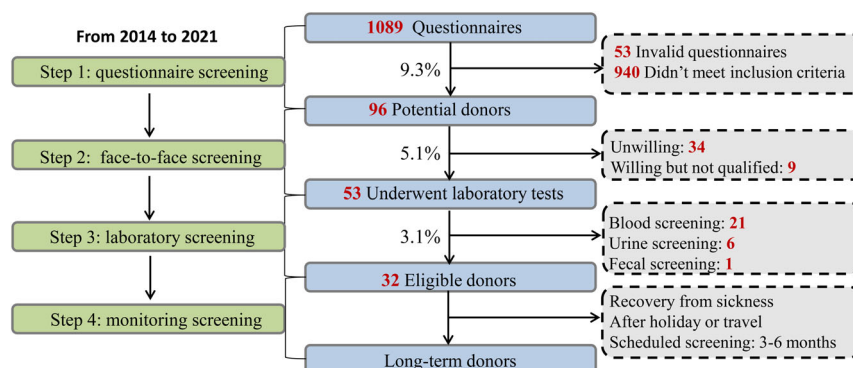 From 2014 to 2021
Step 1: questionnaire screening
Step 2: face-to-face screening
Step 3: laboratory screening
Step 4: monitoring screening
1089 Questionnaires
9.3%
53 Invalid questionnaires
940 Didn't meet inclusion criteria
96 Potential donors
5.1%
Unwilling: 34
Willing but not qualified: 9
53 Underwent laboratory tests
3.1%
Blood screening: 21
Urine screening: 6
Fecal screening: 1
32 Eligible donors
Recovery from sickness
After holiday or travel
Scheduled screening: 3-6 months
Long-term donors